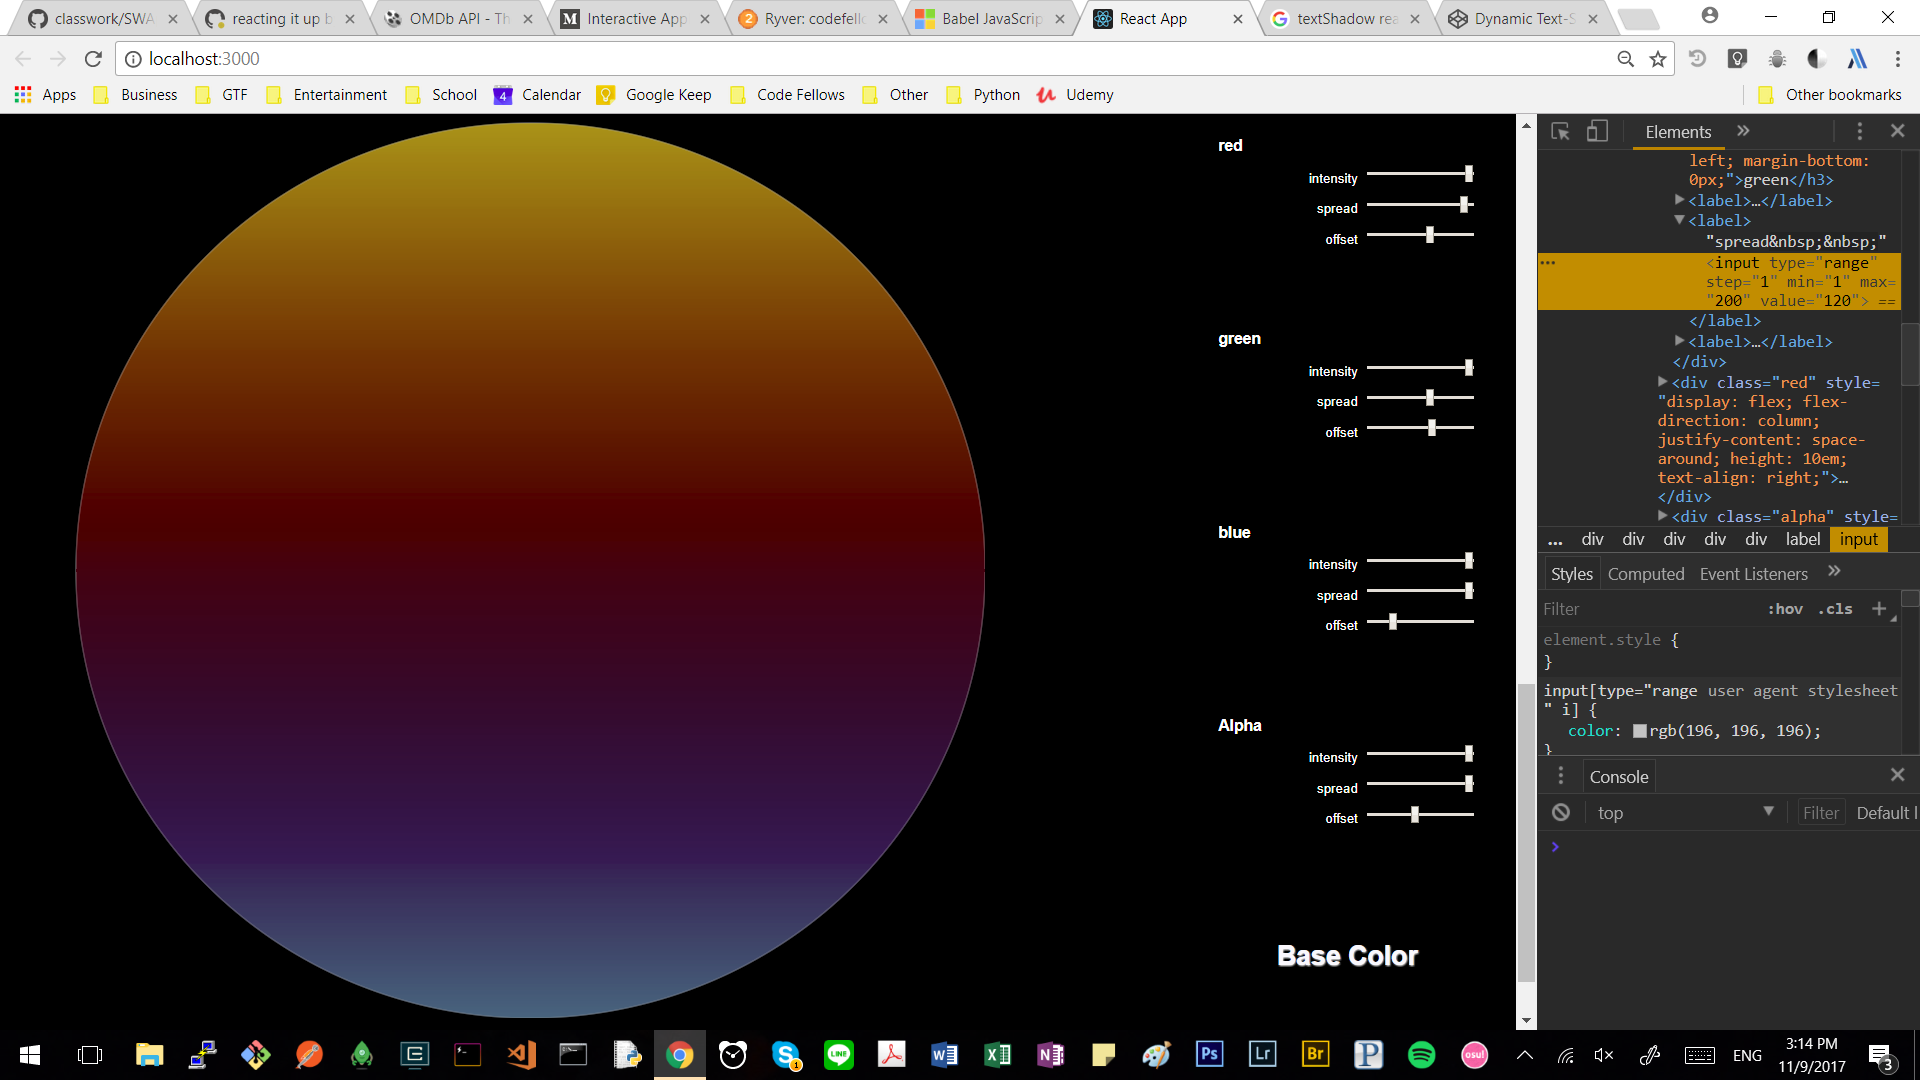 classwork/SWA
reacting it up b
OMDb API - Th
Interactive App
Ryver: codefello
Babel JavaScrip
React App
textShadow rea
Dynamic Text-S
localhost:3000
Apps
Business
GTF
Entertainment
School
4
Calendar
Google Keep
Code Fellows
Other
Python
Udemy
Other bookmarks
red
intensity
spread
offset
green
intensity
spread
offset
blue
intensity
spread
offset
Alpha
intensity
spread
offset
Base Color
Elements
left; margin-bottom:
0px;">green</h3>
<label>…</label>
<label>
"spread&nbsp;&nbsp;"
<input type="range"
step="1" min="1" max=
"200" value="120"> ==
</label>
<label>…</label>
</div>
<div class="red" style=
"display: flex; flex-
direction: column;
justify-content: space-
around; height: 10em;
text-align: right;">…
</div>
<div class="alpha" style=
... div div div div div label input
Styles Computed Event Listeners
Filter :hov .cls
element.style {
}
input[type="range user agent stylesheet
" i] {
color: rgb(196, 196, 196);
}
Console
top Filter Default l
ENG
3:14 PM
11/9/2017
3